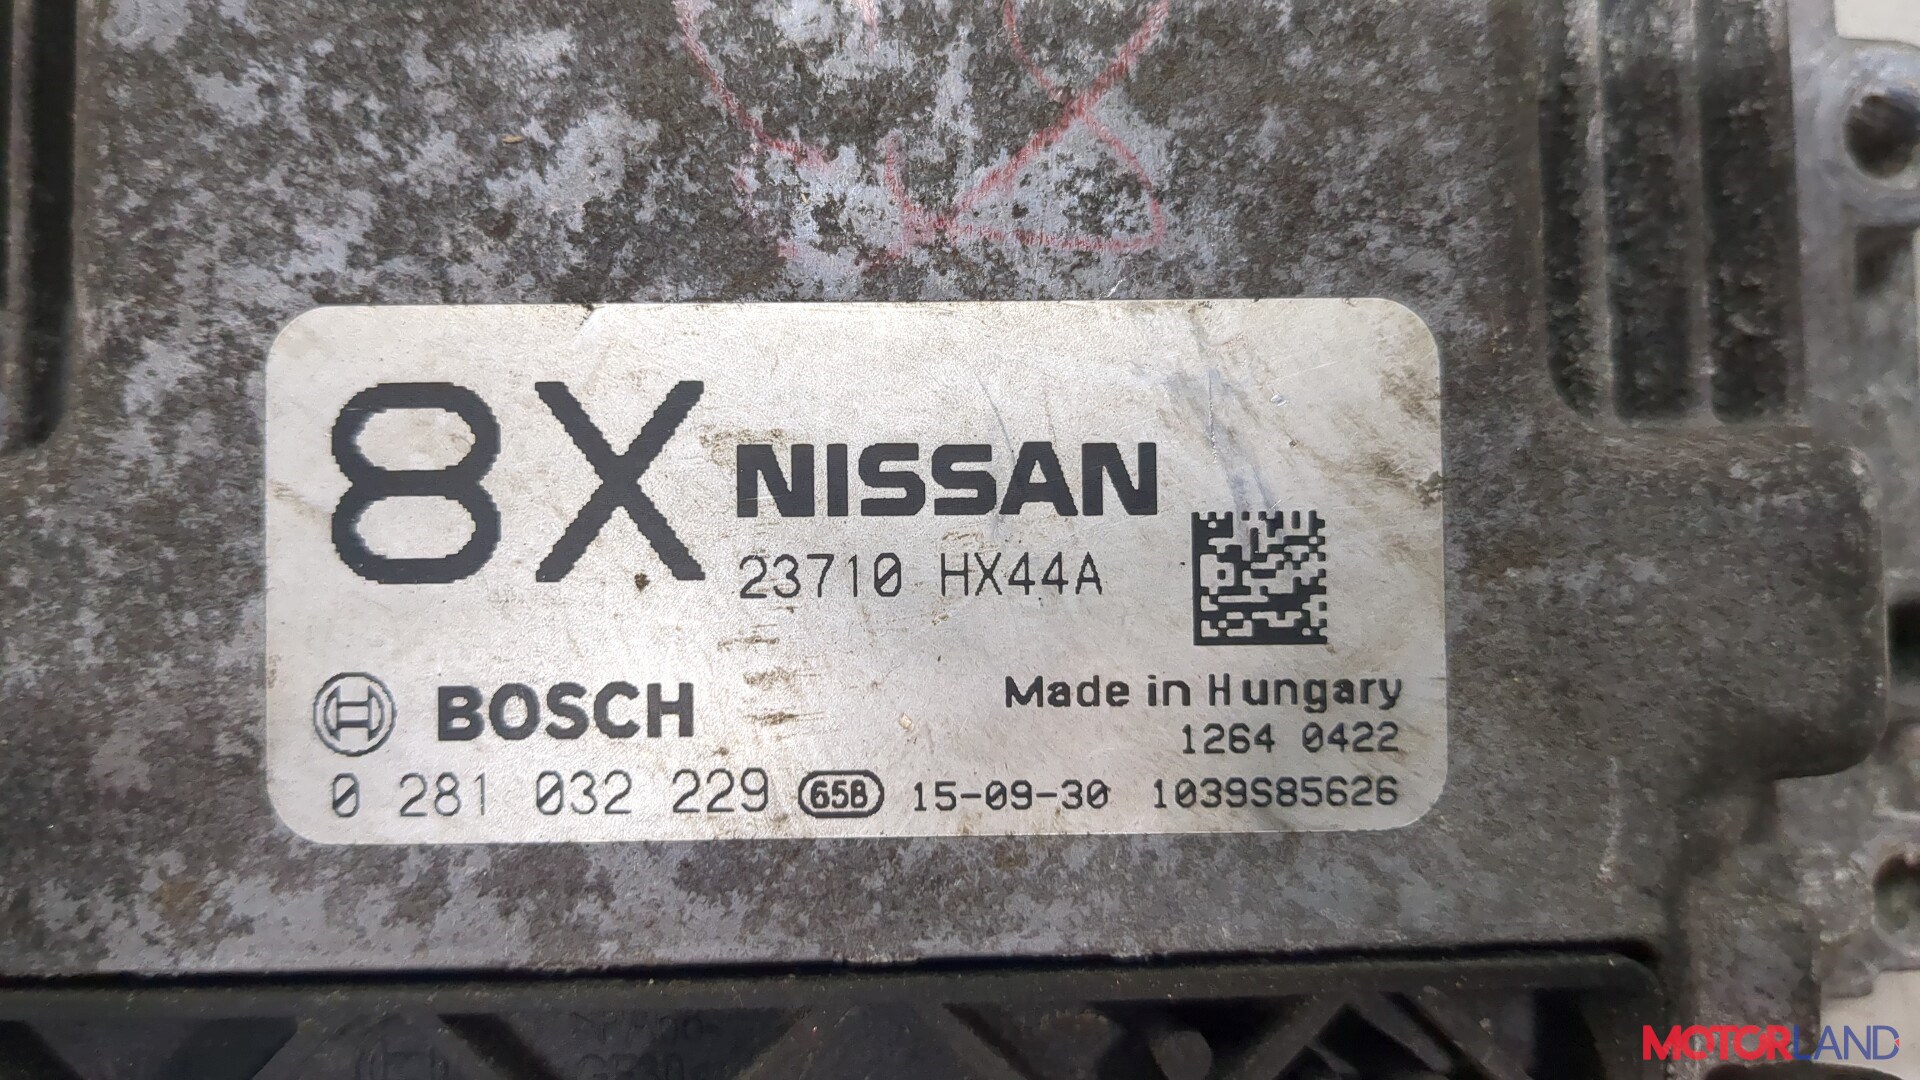 8X NISSAN
23710 HX44A
BOSCH
Made in Hungary
1264 0422
0 281 032 229 65B 15-09-30 1039S85626
MOTORLAND